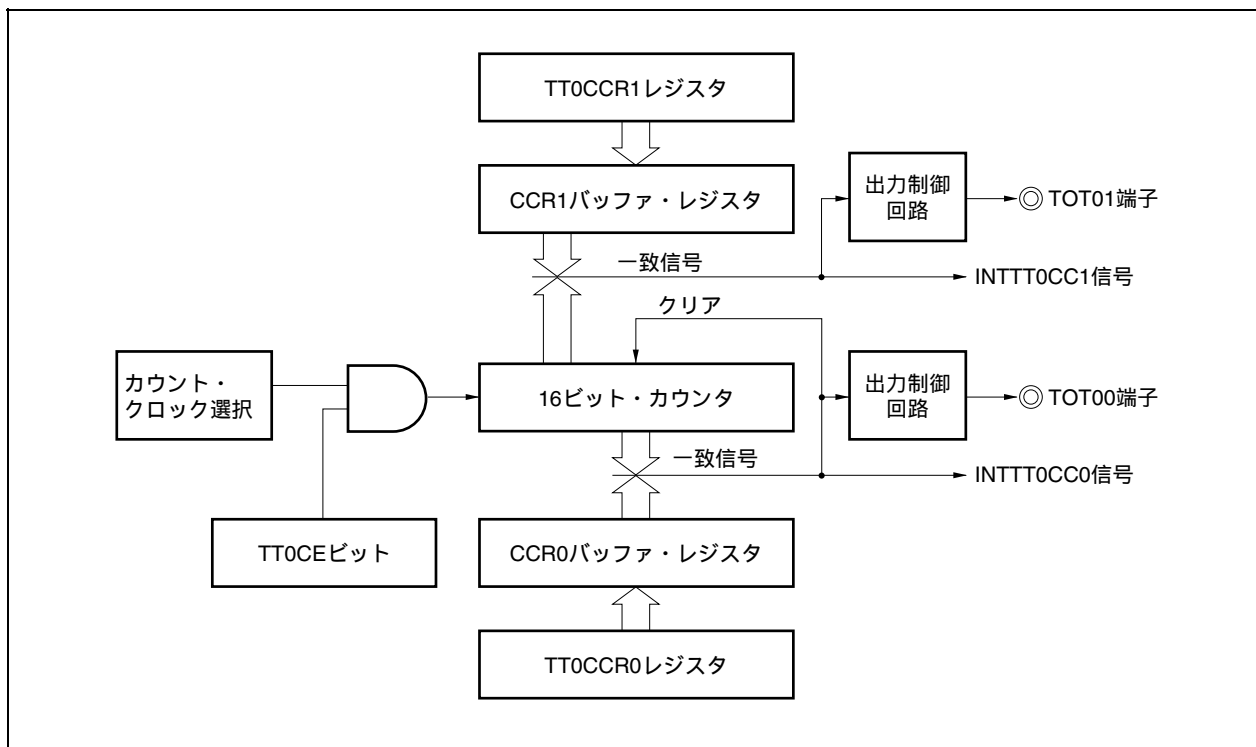 TT0CCR1レジスタ
CCR1バッファ・レジスタ
出力制御
回路
TOT01端子
一致信号
INTTT0CC1信号
クリア
カウント・
クロック選択
16ビット・カウンタ
出力制御
回路
TOT00端子
一致信号
INTTT0CC0信号
TT0CEビット
CCR0バッファ・レジスタ
TT0CCR0レジスタ